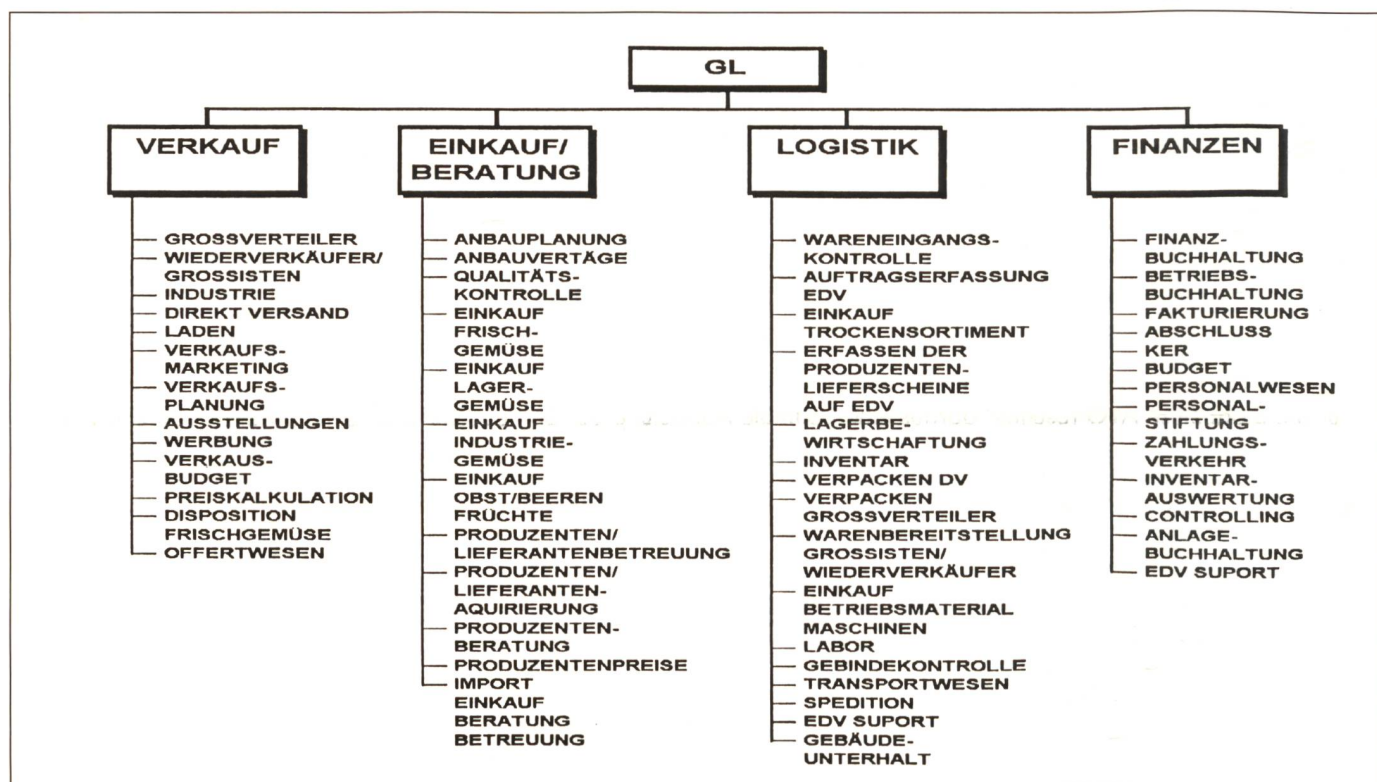 GL
VERKAUF
GROSSVERTEILER
WIEDERVERKÄUFER/
GROSSISTEN
INDUSTRIE
DIREKT VERSAND
LADEN
VERKAUFS-
MARKETING
VERKAUFS-
PLANUNG
AUSSTELLUNGEN
WERBUNG
VERKAUS-
BUDGET
PREISKALKULATION
DISPOSITION
FRISCHGEMÜSE
OFFERTWESEN
EINKAUF/
BERATUNG
ANBAUPLANUNG
ANBAUVERTÄGE
QUALITÄTS-
KONTROLLE
EINKAUF
FRISCH-
GEMÜSE
EINKAUF
LAGER-
GEMÜSE
EINKAUF
INDUSTRIE-
GEMÜSE
EINKAUF
OBST/BEEREN
FRÜCHTE
PRODUZENTEN/
LIEFERANTENBETREUUNG
PRODUZENTEN/
LIEFERANTEN-
AQUIRIERUNG
PRODUZENTEN-
BERATUNG
PRODUZENTENPREISE
IMPORT
EINKAUF
BERATUNG
BETREUUNG
LOGISTIK
WARENEINGANGS-
KONTROLLE
AUFTRAGSERFASSUNG
EDV
EINKAUF
TROCKENSORTIMENT
ERFASSEN DER
PRODUZENTEN-
LIEFERSCHEINE
AUF EDV
LAGERBE-
WIRTSCHAFTUNG
INVENTAR
VERPACKEN DV
VERPACKEN
GROSSVERTEILER
WARENBEREITSTELLUNG
GROSSISTEN/
WIEDERVERKÄUFER
EINKAUF
BETRIEBSMATERIAL
MASCHINEN
LABOR
GEBINDEKONTROLLE
TRANSPORTWESEN
SPEDITION
EDV SUPORT
GEBÄUDE-
UNTERHALT
FINANZEN
FINANZ-
BUCHHALTUNG
BETRIEBS-
BUCHHALTUNG
FAKTURIERUNG
ABSCHLUSS
KER
BUDGET
PERSONALWESEN
PERSONAL-
STIFTUNG
ZAHLUNGS-
VERKEHR
INVENTAR-
AUSWERTUNG
CONTROLLING
ANLAGE-
BUCHHALTUNG
EDV SUPORT